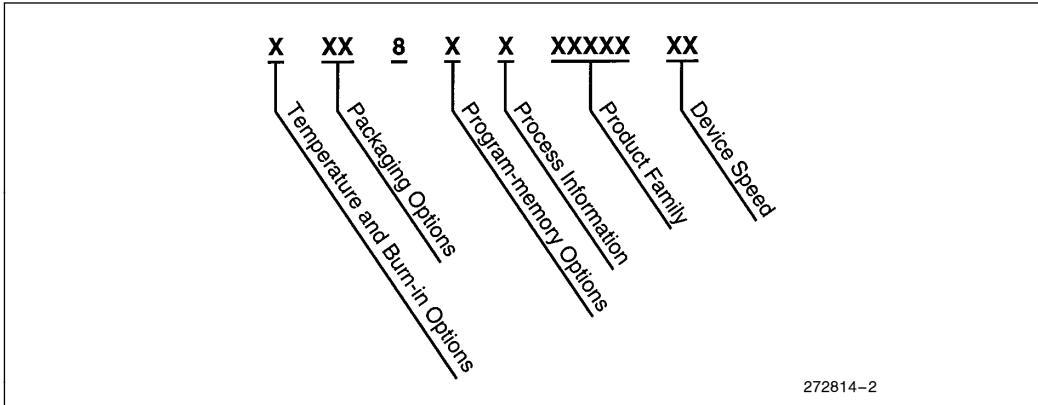 X XX 8 X X XXXXX XX
Temperature and Burn-in Options
Packaging Options
Program-memory Options
Process Information
Product Family
Device Speed
272814–2